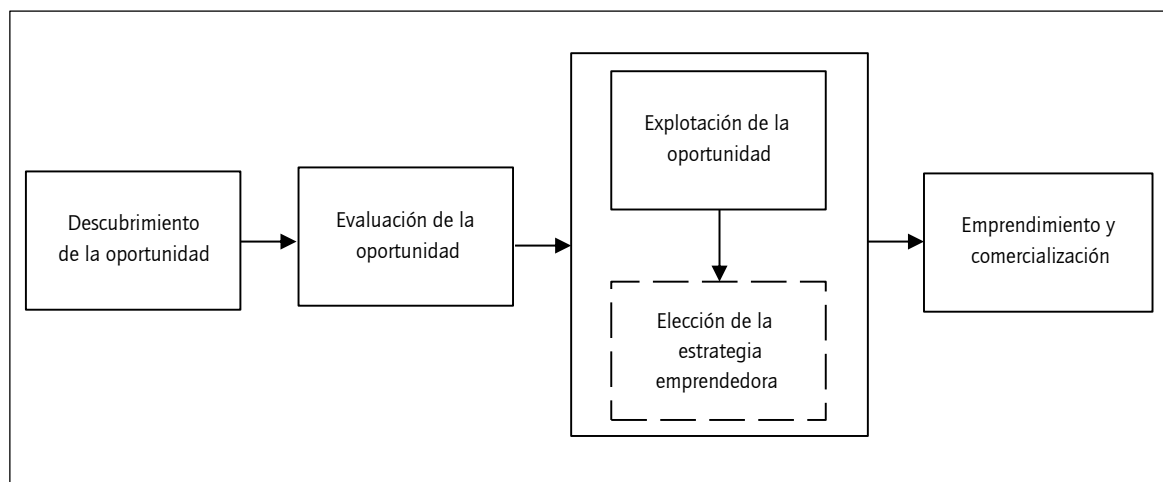 Descubrimiento
de la oportunidad
Evaluación de la
oportunidad
Explotación de la
oportunidad
Elección de la
estrategia
emprendedora
Emprendimiento y
comercialización